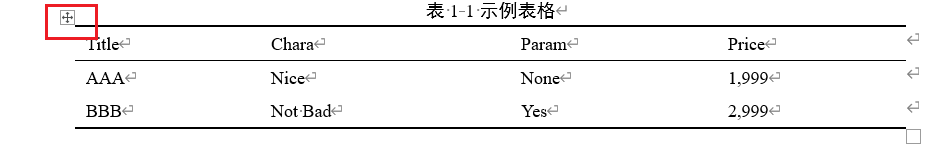 表 1-1 示例表格
Title Chara Param Price
AAA Nice None 1,999
BBB Not Bad Yes 2,999